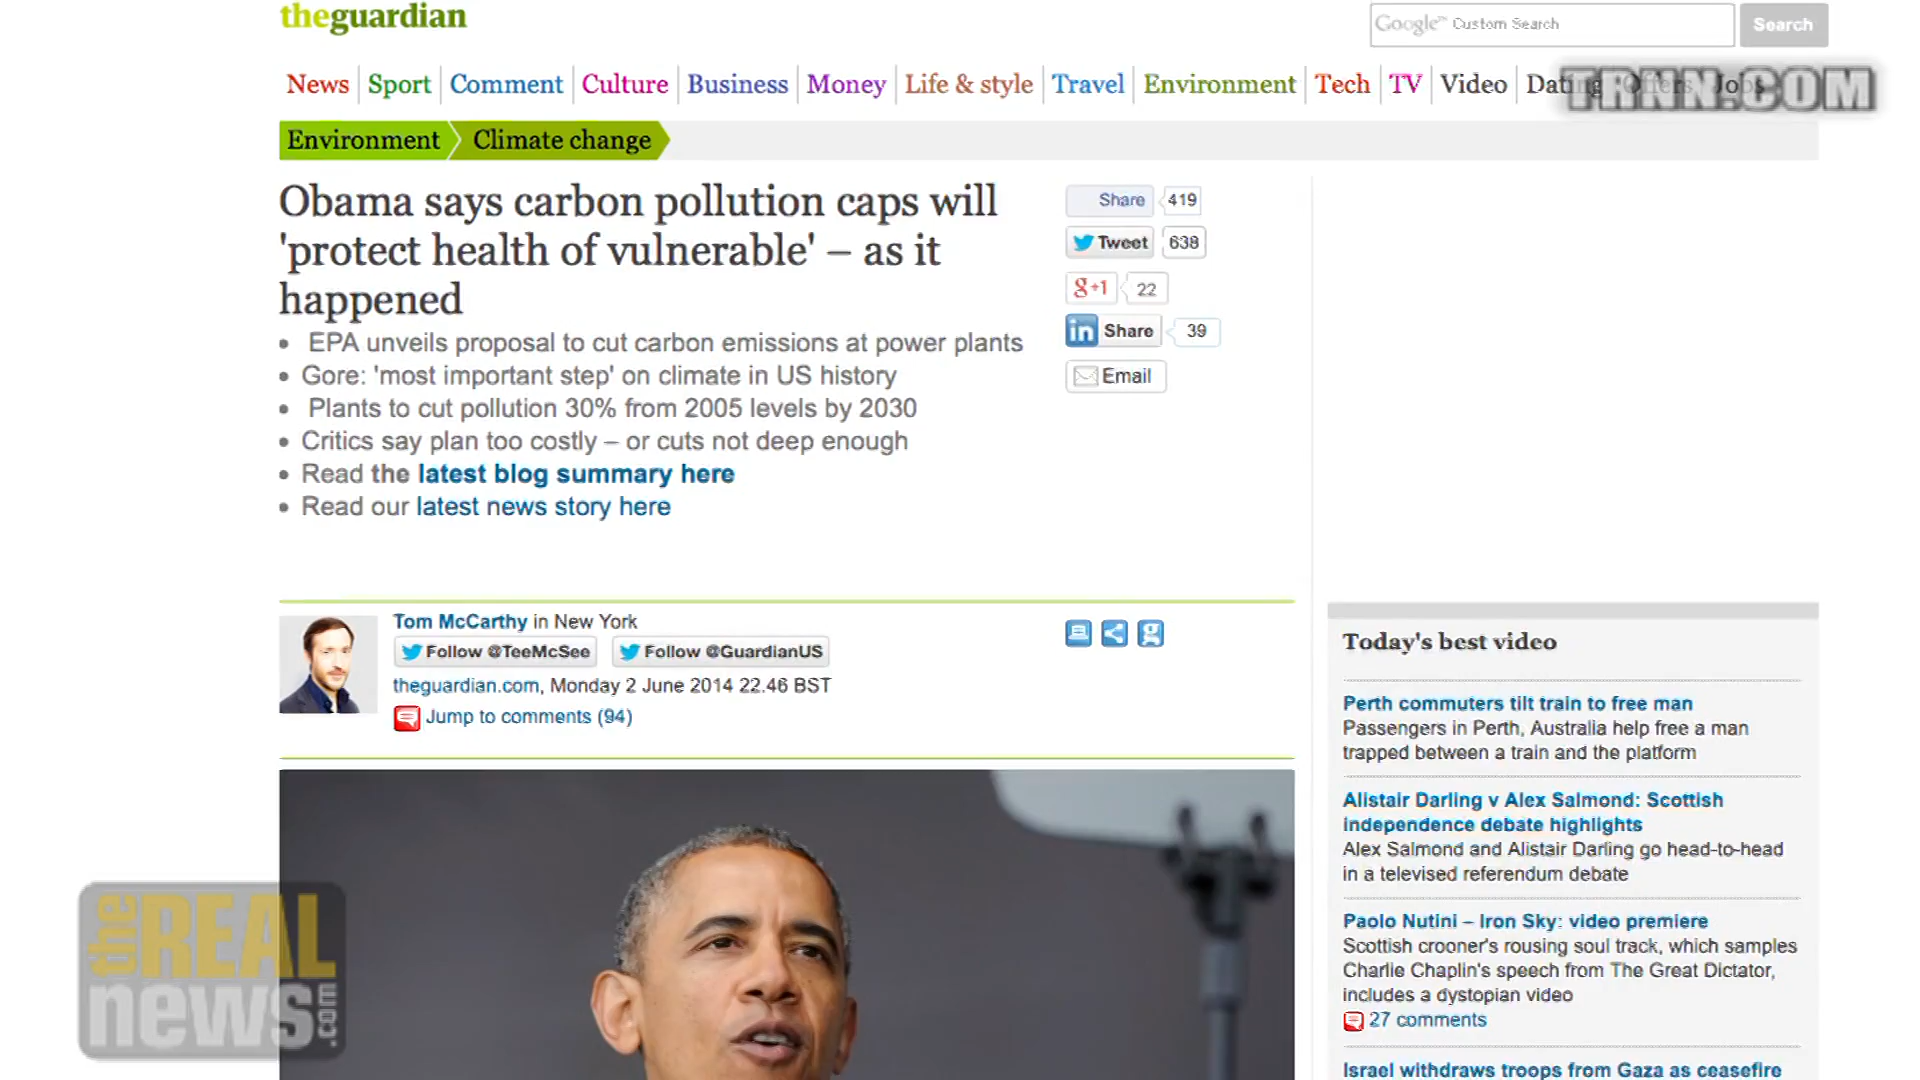 theguardian
Google™ Custom Search
Search
News Sport Comment Culture Business Money Life & style Travel Environment Tech TV Video Dating Offers Jobs
TRNN.COM
Environment Climate change
Obama says carbon pollution caps will
'protect health of vulnerable' – as it
happened
Share 419
Tweet 638
g+1 22
in Share 39
Email
• EPA unveils proposal to cut carbon emissions at power plants
• Gore: 'most important step' on climate in US history
• Plants to cut pollution 30% from 2005 levels by 2030
• Critics say plan too costly – or cuts not deep enough
• Read the latest blog summary here
• Read our latest news story here
Tom McCarthy in New York
Follow @TeeMcSee Follow @GuardianUS
theguardian.com, Monday 2 June 2014 22.46 BST
Jump to comments (94)
Today's best video
Perth commuters tilt train to free man
Passengers in Perth, Australia help free a man
trapped between a train and the platform
Alistair Darling v Alex Salmond: Scottish
independence debate highlights
Alex Salmond and Alistair Darling go head-to-head
in a televised referendum debate
Paolo Nutini – Iron Sky: video premiere
Scottish crooner's rousing soul track, which samples
Charlie Chaplin's speech from The Great Dictator,
includes a dystopian video
27 comments
Israel withdraws troops from Gaza as ceasefire
the REAL
news.com